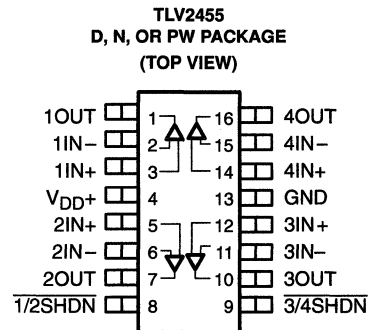 TLV2455
D, N, OR PW PACKAGE
(TOP VIEW)
1OUT 1 16 4OUT
1IN− 2 15 4IN−
1IN+ 3 14 4IN+
VDD+ 4 13 GND
2IN+ 5 12 3IN+
2IN− 6 11 3IN−
2OUT 7 10 3OUT
1/2SHDN 8 9 3/4SHDN